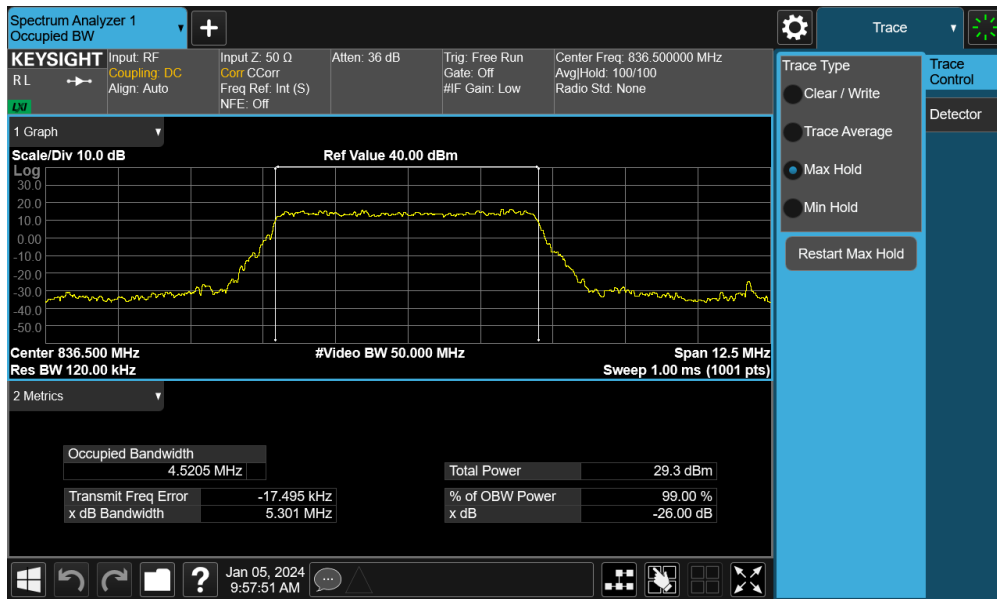 Spectrum Analyzer 1
Occupied BW
Trace
KEYSIGHT
R L
LXI
Input: RF
Coupling: DC
Align: Auto
Input Z: 50 Ω
Corr CCorr
Freq Ref: Int (S)
NFE: Off
Atten: 36 dB
Trig: Free Run
Gate: Off
#IF Gain: Low
Center Freq: 836.500000 MHz
Avg|Hold: 100/100
Radio Std: None
Trace Type
Clear / Write
Trace Average
Max Hold
Min Hold
Restart Max Hold
Trace
Control
Detector
1 Graph
Scale/Div 10.0 dB
Ref Value 40.00 dBm
Log
30.0
20.0
10.0
0.00
-10.0
-20.0
-30.0
-40.0
-50.0
Center 836.500 MHz
#Video BW 50.000 MHz
Span 12.5 MHz
Res BW 120.00 kHz
Sweep 1.00 ms (1001 pts)
2 Metrics
Occupied Bandwidth
4.5205 MHz
Total Power 29.3 dBm
Transmit Freq Error -17.495 kHz
% of OBW Power 99.00 %
x dB Bandwidth 5.301 MHz
x dB -26.00 dB
?
Jan 05, 2024
9:57:51 AM